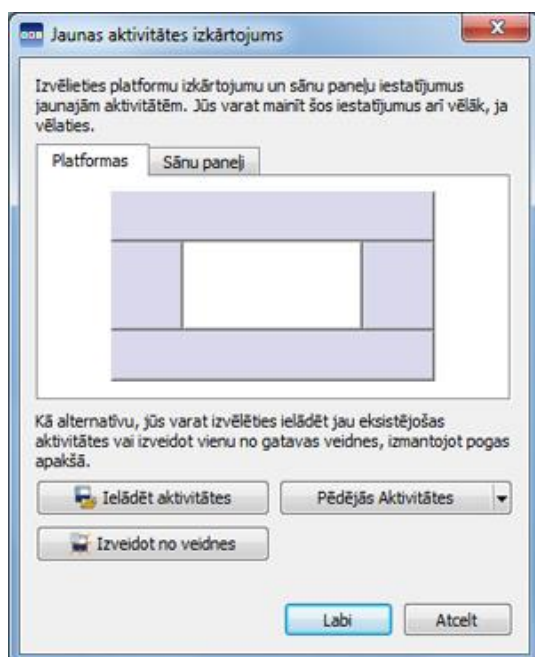 Jaunas aktivitātes izkārtojums
Izvēlieties platformu izkārtojumu un sānu paneļu iestatījumus
jaunajām aktivitātēm. Jūs varat mainīt šos iestatījumus arī vēlāk, ja
vēlaties.
Platformas Sānu paneļi
Kā alternatīvu, jūs varat izvēlēties ielādēt jau eksistējošas
aktivitātes vai izveidot vienu no gatavas veidnes, izmantojot pogas
apakšā.
Ielādēt aktivitātes Pēdējās Aktivitātes
Izveidot no veidnes
Labi Atcelt